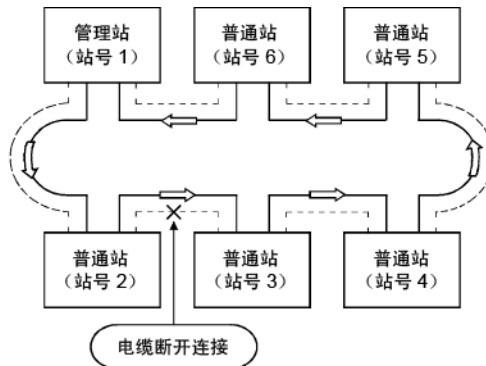 管理站
（站号 1）
普通站
（站号 6）
普通站
（站号 5）
普通站
（站号 2）
普通站
（站号 3）
普通站
（站号 4）
电缆断开连接